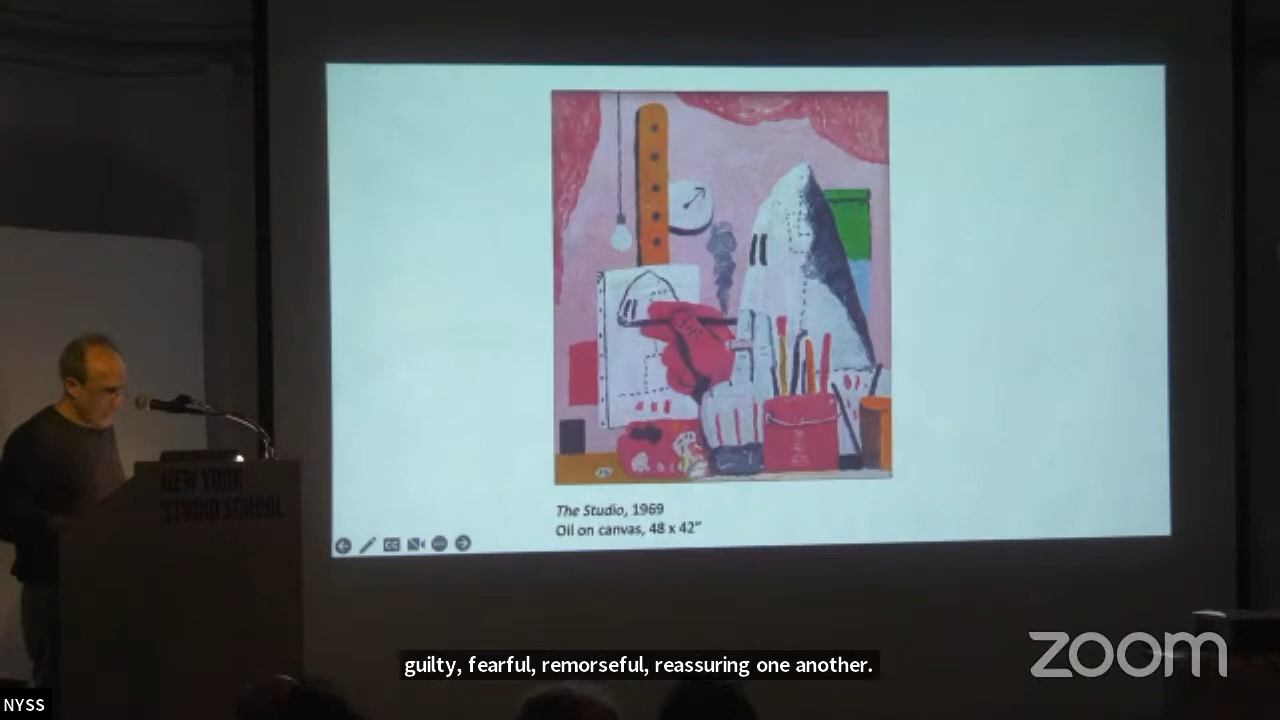 NEW YORK
STUDIO SCHOOL
The Studio, 1969
Oil on canvas, 48 x 42"
CC
guilty, fearful, remorseful, reassuring one another.
zoom
NYSS